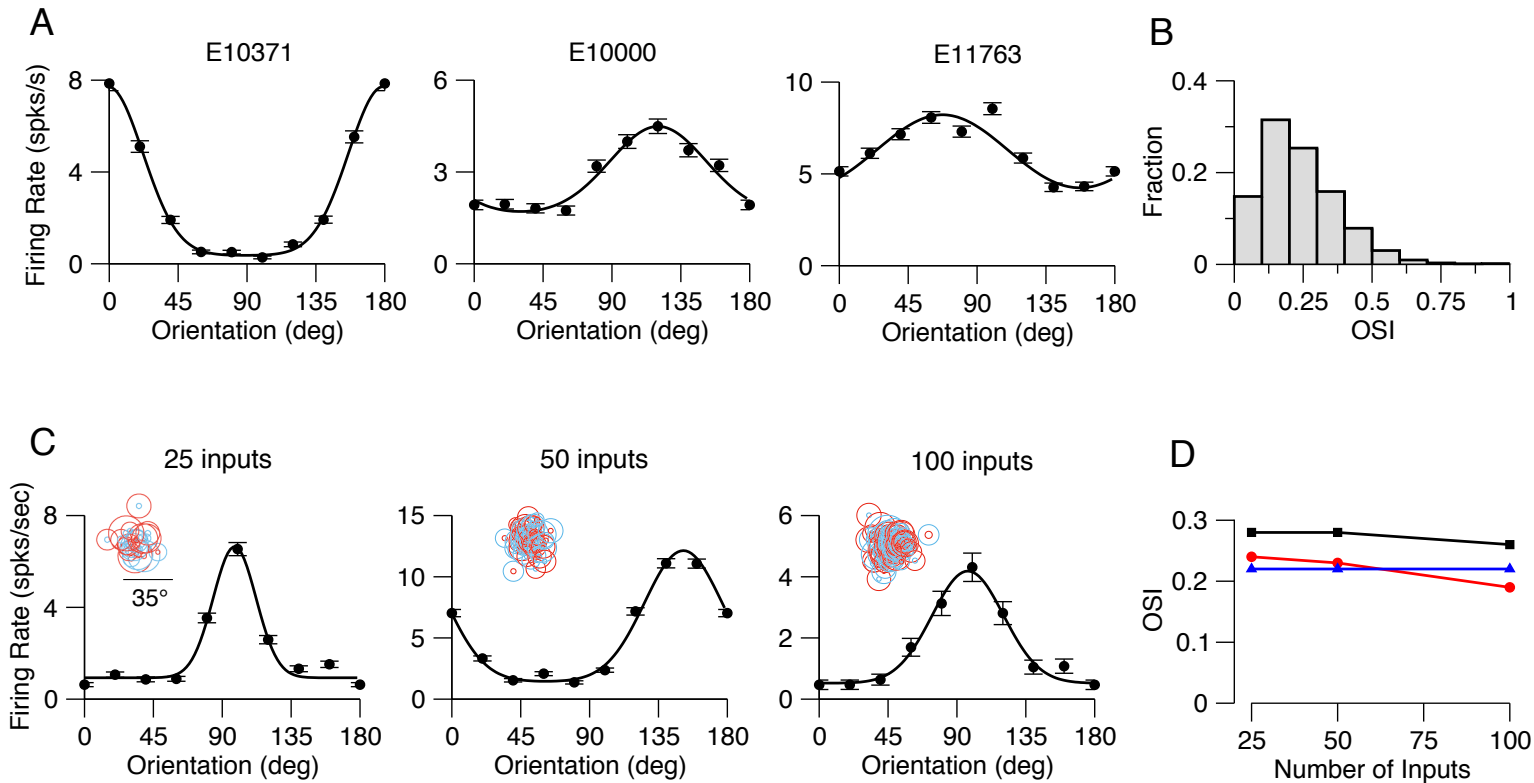 A
E10371
E10000
E11763
B
Firing Rate (spks/s)
8
4
0
0 45 90 135 180
Orientation (deg)
6
3
0
0 45 90 135 180
Orientation (deg)
10
5
0
0 45 90 135 180
Orientation (deg)
Fraction
0.4
0.2
0
0 0.25 0.5 0.75 1
OSI
C
25 inputs
50 inputs
100 inputs
D
Firing Rate (spks/sec)
8
4
0
35°
0 45 90 135 180
Orientation (deg)
15
10
5
0
0 45 90 135 180
Orientation (deg)
6
4
2
0
0 45 90 135 180
Orientation (deg)
OSI
0.3
0.2
0.1
0
25 50 75 100
Number of Inputs